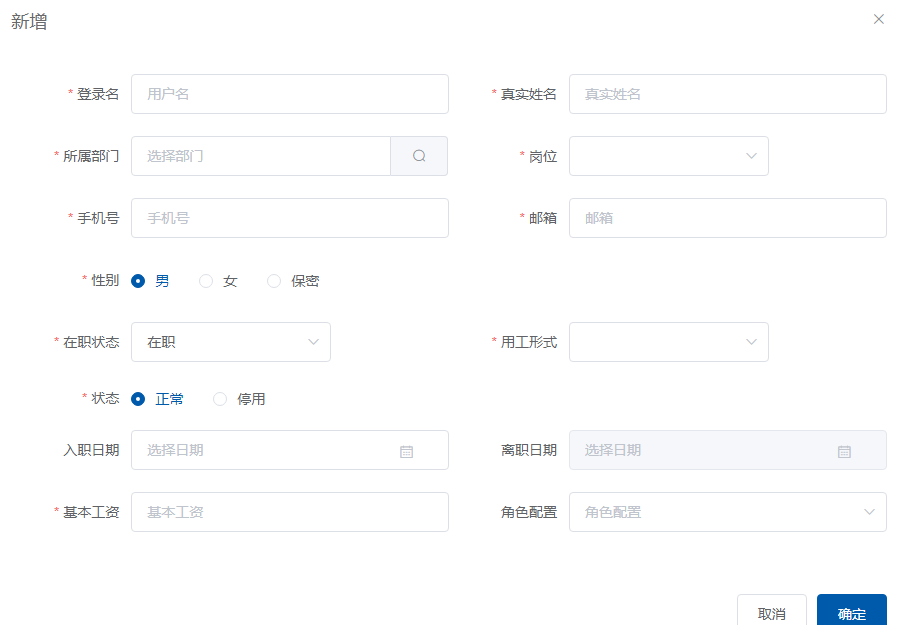 新增
* 登录名 用户名 * 真实姓名 真实姓名
* 所属部门 选择部门 * 岗位
* 手机号 手机号 * 邮箱 邮箱
* 性别 男 女 保密
* 在职状态 在职 * 用工形式
* 状态 正常 停用
入职日期 选择日期 离职日期 选择日期
* 基本工资 基本工资 角色配置 角色配置
取消 确定